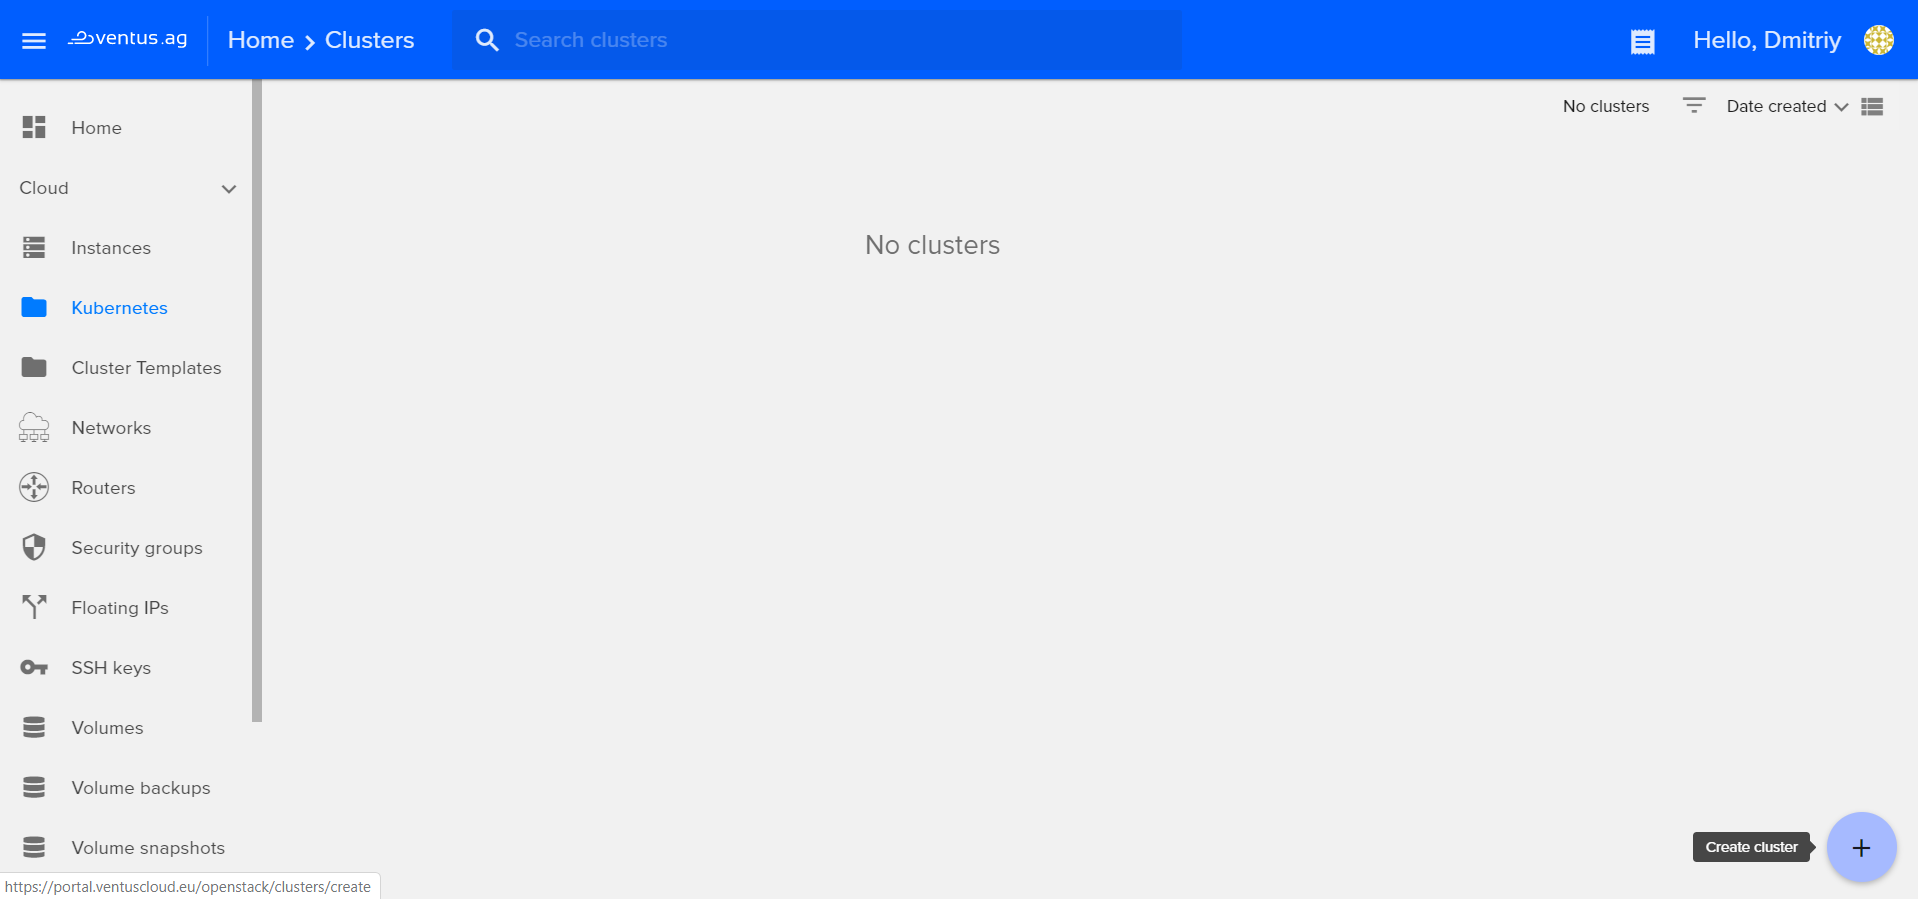 ventus.ag
Home > Clusters
Search clusters
Hello, Dmitriy
No clusters
Date created
Home
Cloud
Instances
Kubernetes
Cluster Templates
Networks
Routers
Security groups
Floating IPs
SSH keys
Volumes
Volume backups
Volume snapshots
No clusters
Create cluster
+
https://portal.ventuscloud.eu/openstack/clusters/create